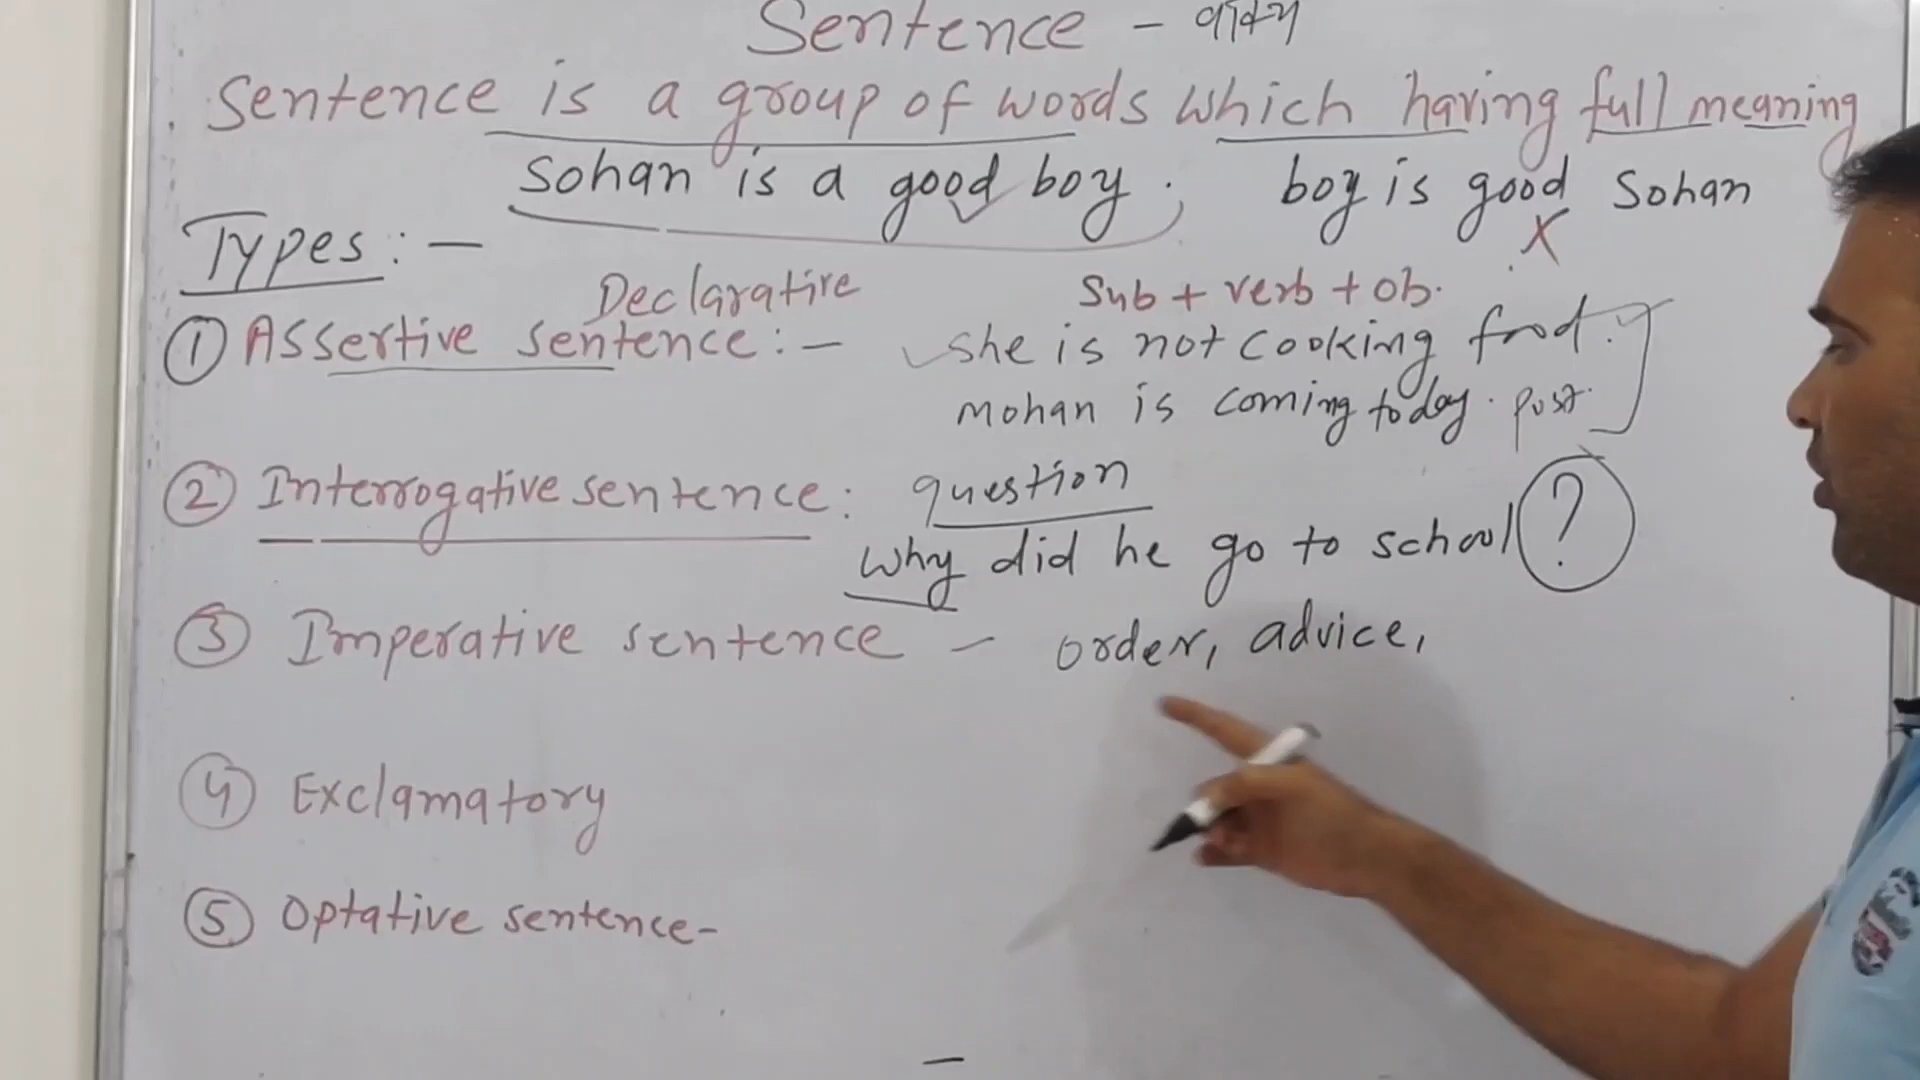 Sentence - वाक्य
Sentence is a group of words which having full meaning
Sohan is a good boy. boy is good Sohan
X
Types:-
Declarative Sub + verb + ob.
① Assertive sentence:- She is not cooking food.
Mohan is coming today.
② Interrogative sentence: question
Why did he go to school?
③ Imperative sentence - order, advice,
④ Exclamatory
⑤ Optative sentence-